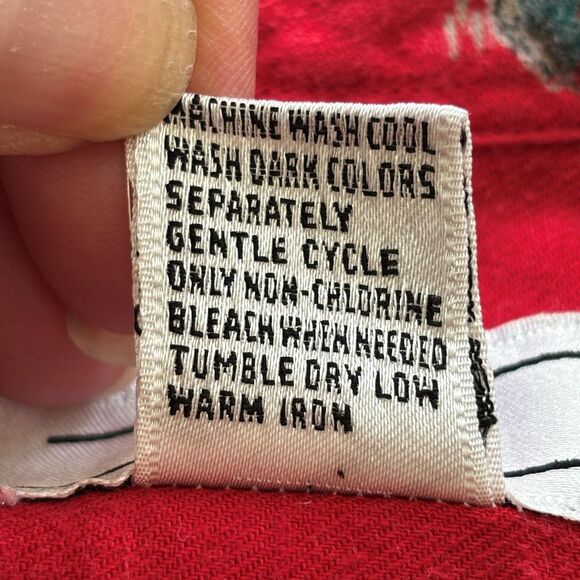 MACHINE WASH COOL
WASH DARK COLORS
SEPARATELY
GENTLE CYCLE
ONLY NON-CHLORINE
BLEACH WHEN NEEDED
TUMBLE DRY LOW
WARM IRON